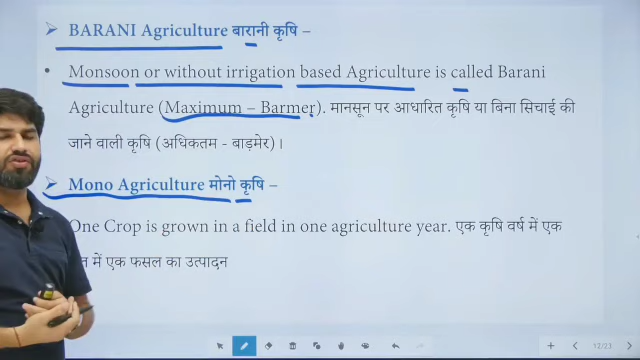 ➢ BARANI Agriculture बारानी कृषि –
• Monsoon or without irrigation based Agriculture is called Barani
Agriculture (Maximum – Barmer). मानसून पर आधारित कृषि या बिना सिचाई की
जाने वाली कृषि (अधिकतम - बाड़मेर)।
➢ Mono Agriculture मोनो कृषि –
One Crop is grown in a field in one agriculture year. एक कृषि वर्ष में एक
में एक फसल का उत्पादन
12/23